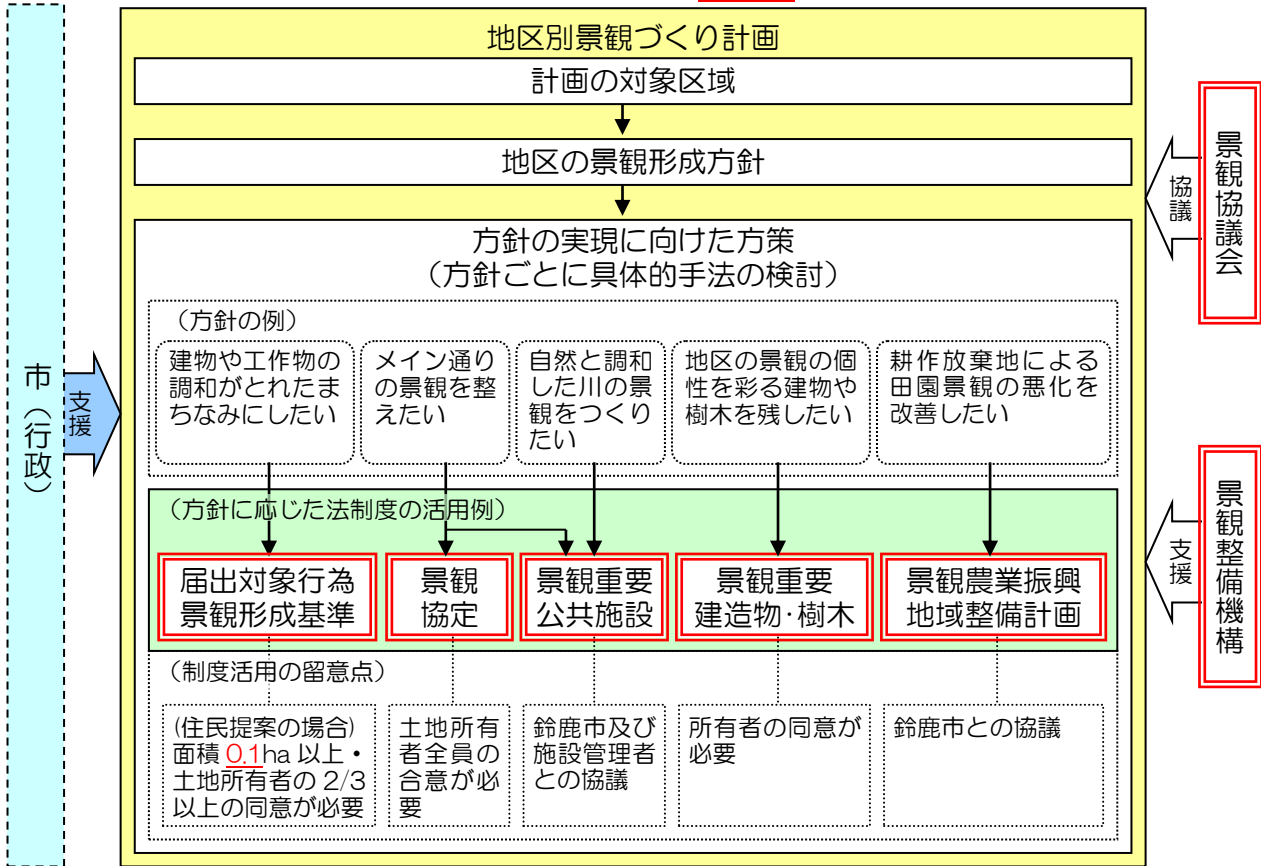 地区別景観づくり計画
計画の対象区域
地区の景観形成方針
方針の実現に向けた方策
（方針ごとに具体的手法の検討）
（方針の例）
建物や工作物の
調和がとれたま
ちなみにしたい
メイン通り
の景観を整
えたい
自然と調和
した川の景
観をつくり
たい
地区の景観の個
性を彩る建物や
樹木を残したい
耕作放棄地による
田園景観の悪化を
改善したい
（方針に応じた法制度の活用例）
届出対象行為
景観形成基準
景観
協定
景観重要
公共施設
景観重要
建造物・樹木
景観農業振興
地域整備計画
（制度活用の留意点）
(住民提案の場合)
面積 0.1ha 以上・
土地所有者の 2/3
以上の同意が必要
土地所有
者全員の
合意が必
要
鈴鹿市及び
施設管理者
との協議
所有者の同意が
必要
鈴鹿市との協議
市（行政）
支援
協議
景観協議会
支援
景観整備機構